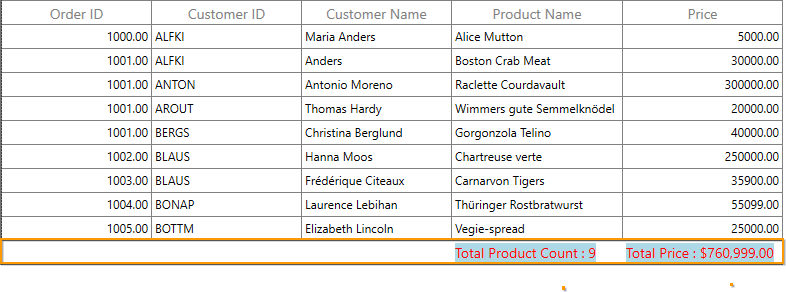 Order ID Customer ID Customer Name Product Name Price
1000.00 ALFKI Maria Anders Alice Mutton 5000.00
1001.00 ALFKI Anders Boston Crab Meat 30000.00
1001.00 ANTON Antonio Moreno Raclette Courdavault 300000.00
1001.00 AROUT Thomas Hardy Wimmers gute Semmelknödel 20000.00
1001.00 BERGS Christina Berglund Gorgonzola Telino 40000.00
1002.00 BLAUS Hanna Moos Chartreuse verte 250000.00
1003.00 BLAUS Frédérique Citeaux Carnarvon Tigers 35900.00
1004.00 BONAP Laurence Lebihan Thüringer Rostbratwurst 55099.00
1005.00 BOTTM Elizabeth Lincoln Vegie-spread 25000.00
Total Product Count : 9 Total Price : $760,999.00